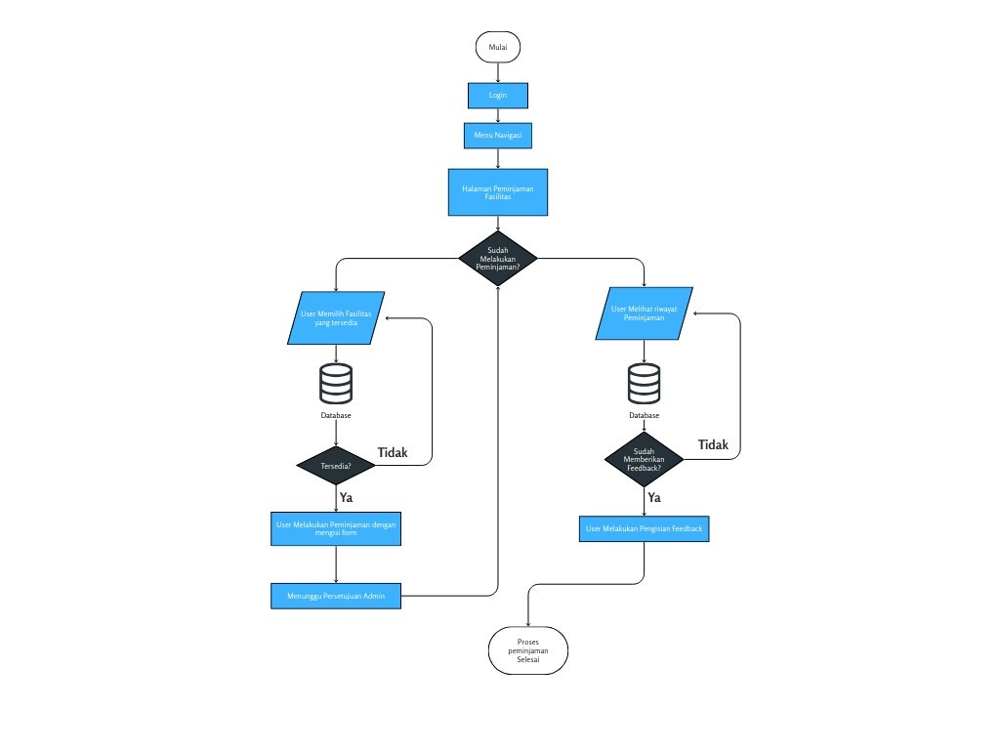 Mulai
Login
Menu Navigasi
Halaman Peminjaman
Fasilitas
Sudah
Melakukan
Peminjaman?
User Memilih Fasilitas
yang tersedia
Database
Tersedia?
Tidak
Ya
User Melakukan Peminjaman dengan
mengisi form
Menunggu Persetujuan Admin
User Melihat riwayat
Peminjaman
Database
Sudah
Memberikan
Feedback?
Tidak
Ya
User Melakukan Pengisian Feedback
Proses
peminjaman
Selesai